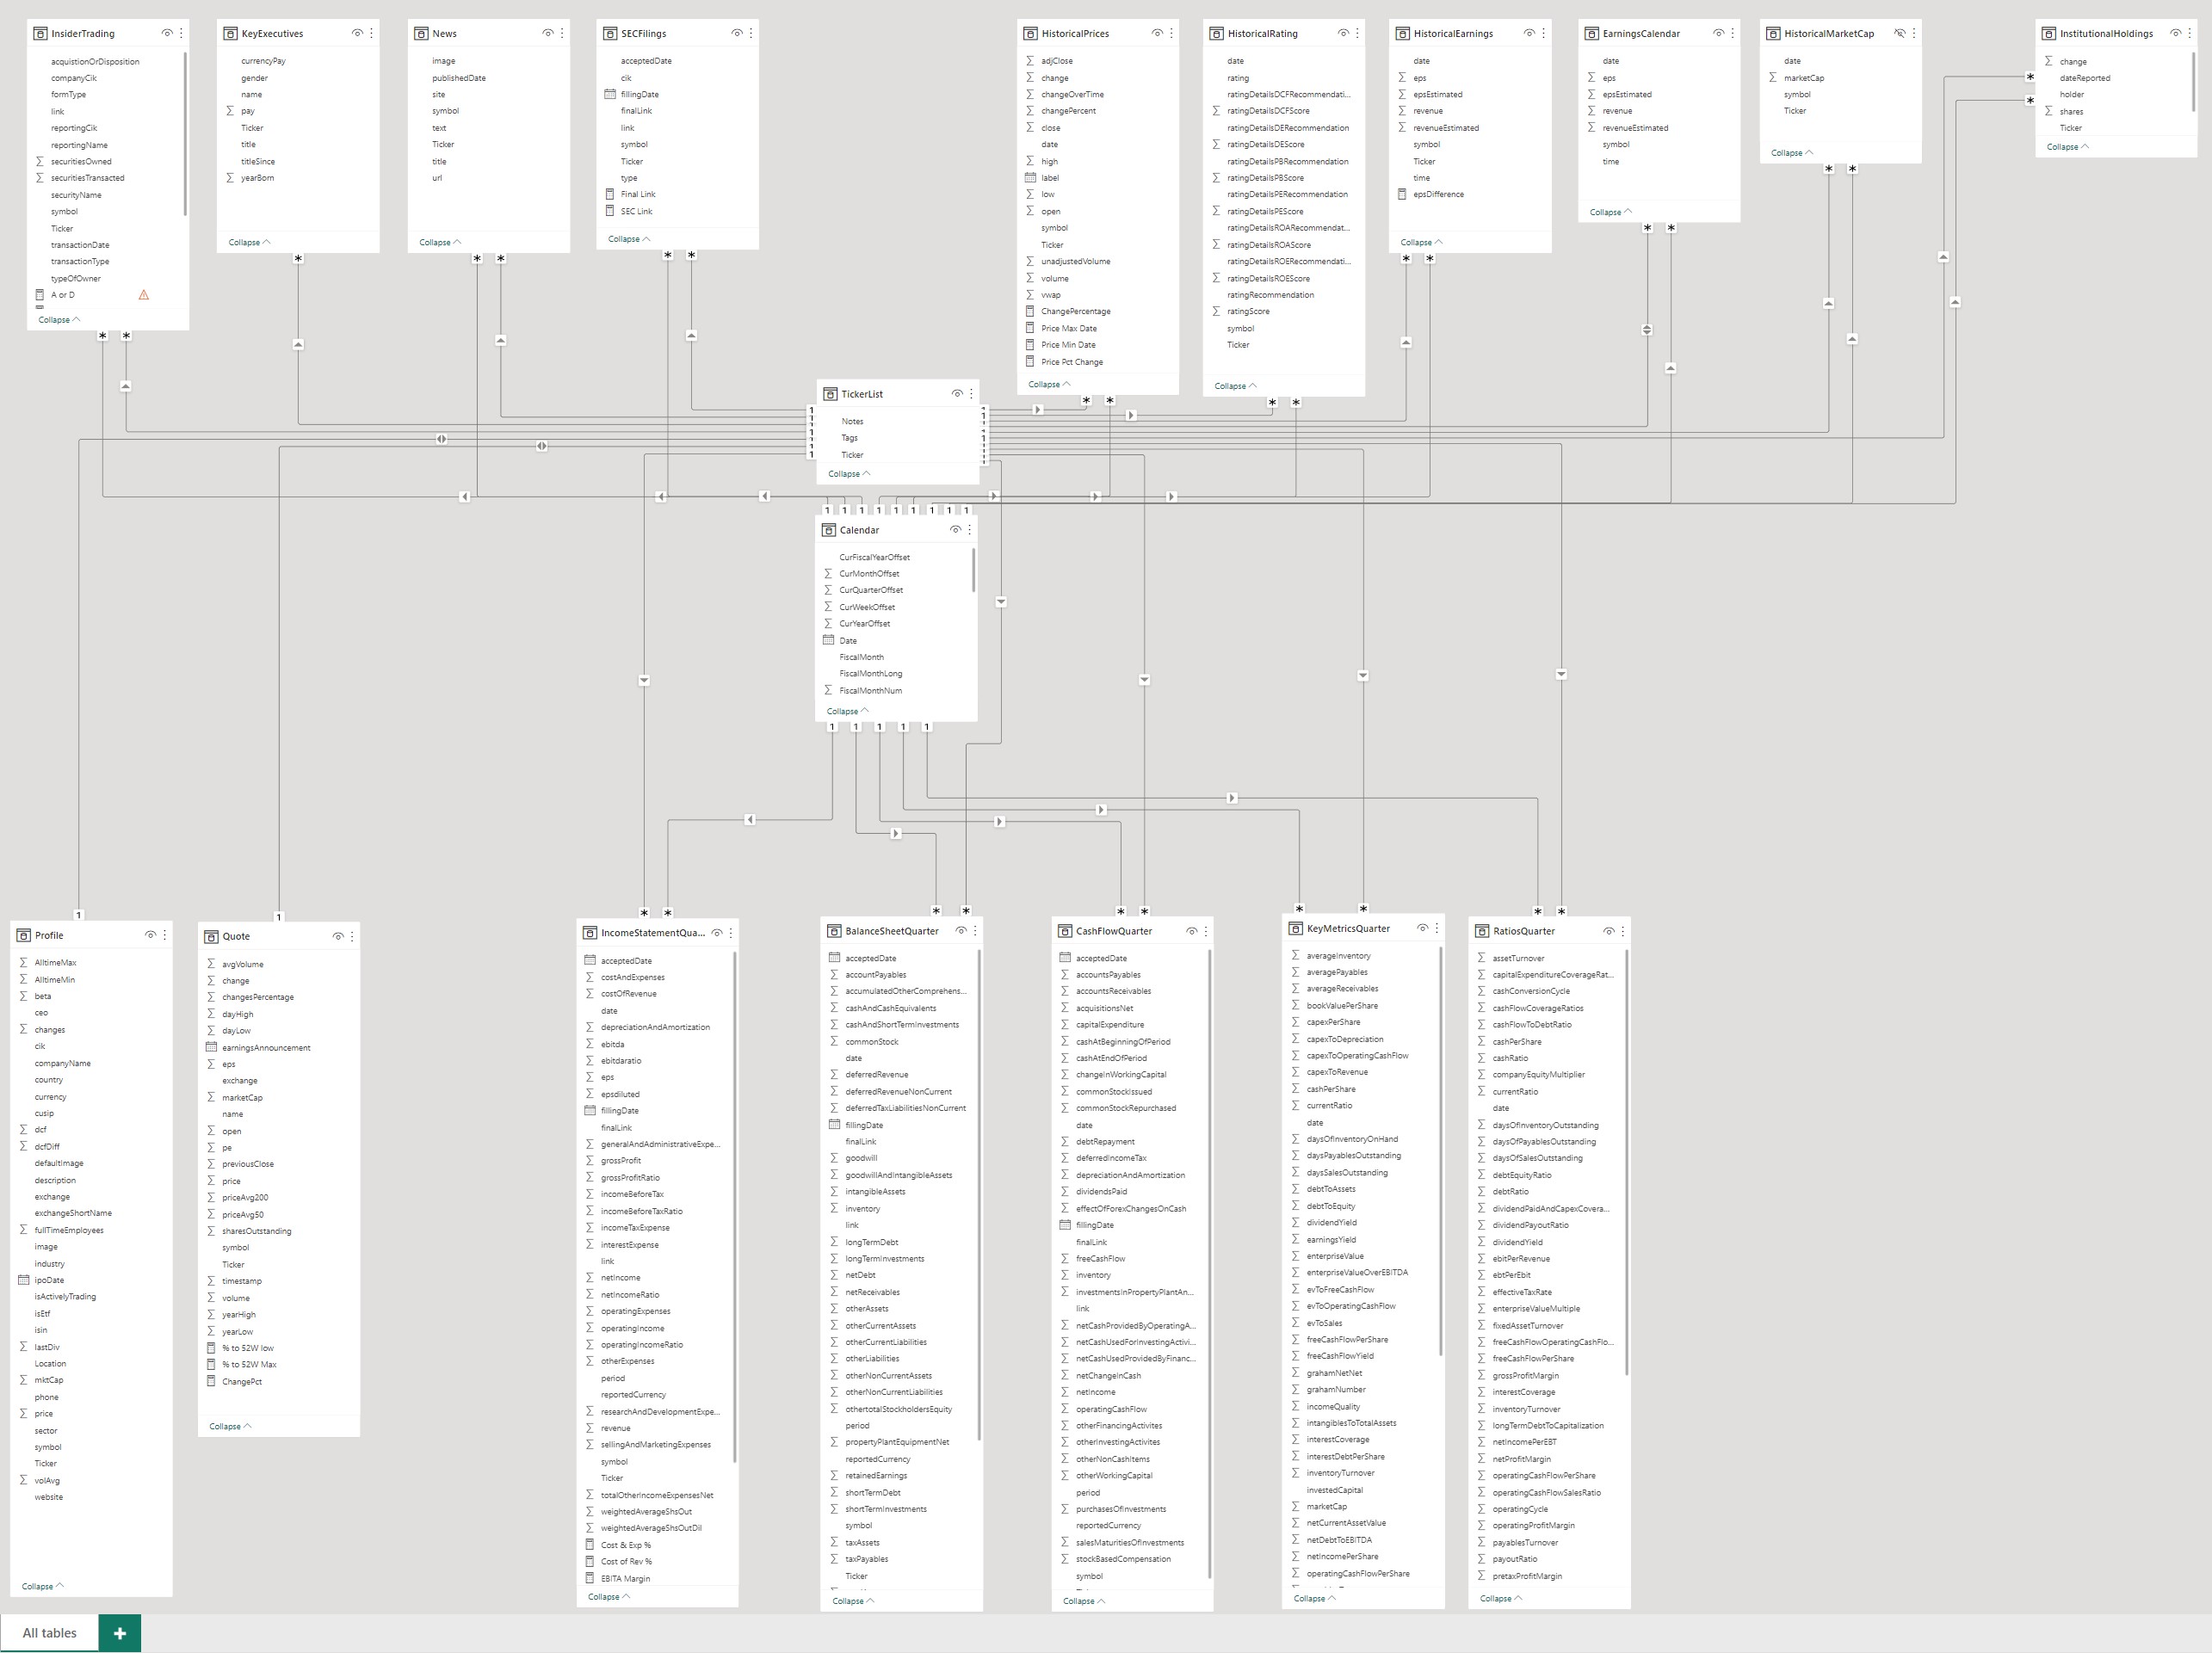 InsiderTrading
acquistionOrDisposition
companyCik
formType
link
reportingCik
reportingName
securitiesOwned
securitiesTransacted
securityName
symbol
Ticker
transactionDate
transactionType
typeOfOwner
A or D
Collapse
KeyExecutives
currencyPay
gender
name
pay
Ticker
title
titleSince
yearBorn
Collapse
News
image
publishedDate
site
symbol
text
Ticker
title
url
Collapse
SECFilings
acceptedDate
cik
fillingDate
finalLink
link
symbol
Ticker
type
Final Link
SEC Link
Collapse
HistoricalPrices
adjClose
change
changeOverTime
changePercent
close
date
high
label
low
open
symbol
Ticker
unadjustedVolume
volume
vwap
ChangePercentage
Price Max Date
Price Min Date
Price Pct Change
Collapse
HistoricalRating
date
rating
ratingDetailsDCFRecommendati...
ratingDetailsDCFScore
ratingDetailsDERecommendation
ratingDetailsDEScore
ratingDetailsPBRecommendation
ratingDetailsPBScore
ratingDetailsPERecommendation
ratingDetailsPEScore
ratingDetailsROARecommendat...
ratingDetailsROAScore
ratingDetailsROERecommendati...
ratingDetailsROEScore
ratingRecommendation
ratingScore
symbol
Ticker
Collapse
HistoricalEarnings
date
eps
epsEstimated
revenue
revenueEstimated
symbol
Ticker
time
epsDifference
Collapse
EarningsCalendar
date
eps
epsEstimated
revenue
revenueEstimated
symbol
time
Collapse
HistoricalMarketCap
date
marketCap
symbol
Ticker
Collapse
InstitutionalHoldings
change
dateReported
holder
shares
Ticker
Collapse
TickerList
Notes
Tags
Ticker
Collapse
Calendar
CurFiscalYearOffset
CurMonthOffset
CurQuarterOffset
CurWeekOffset
CurYearOffset
Date
FiscalMonth
FiscalMonthLong
FiscalMonthNum
Collapse
Profile
AlltimeMax
AlltimeMin
beta
ceo
changes
cik
companyName
country
currency
cusip
dcf
dcfDiff
defaultImage
description
exchange
exchangeShortName
fullTimeEmployees
image
industry
ipoDate
isActivelyTrading
isEtf
isin
lastDiv
Location
mktCap
phone
price
sector
symbol
Ticker
volAvg
website
Collapse
Quote
avgVolume
change
changesPercentage
dayHigh
dayLow
earningsAnnouncement
eps
exchange
marketCap
name
open
pe
previousClose
price
priceAvg200
priceAvg50
sharesOutstanding
symbol
Ticker
timestamp
volume
yearHigh
yearLow
% to 52W low
% to 52W Max
ChangePct
Collapse
IncomeStatementQua...
acceptedDate
costAndExpenses
costOfRevenue
date
depreciationAndAmortization
ebitda
ebitdaratio
eps
epsdiluted
fillingDate
finalLink
generalAndAdministrativeExpe...
grossProfit
grossProfitRatio
incomeBeforeTax
incomeBeforeTaxRatio
incomeTaxExpense
interestExpense
link
netIncome
netIncomeRatio
operatingExpenses
operatingIncome
operatingIncomeRatio
otherExpenses
period
reportedCurrency
researchAndDevelopmentExpe...
revenue
sellingAndMarketingExpenses
symbol
Ticker
totalOtherIncomeExpensesNet
weightedAverageShsOut
weightedAverageShsOutDil
Cost & Exp %
Cost of Rev %
EBITA Margin
Collapse
BalanceSheetQuarter
acceptedDate
accountPayables
accumulatedOtherComprehens...
cashAndCashEquivalents
cashAndShortTermInvestments
commonStock
date
deferredRevenue
deferredRevenueNonCurrent
deferredTaxLiabilitiesNonCurrent
fillingDate
finalLink
goodwill
goodwillAndIntangibleAssets
intangibleAssets
inventory
link
longTermDebt
longTermInvestments
netDebt
netReceivables
otherAssets
otherCurrentAssets
otherCurrentLiabilities
otherLiabilities
otherNonCurrentAssets
otherNonCurrentLiabilities
othertotalStockholdersEquity
period
propertyPlantEquipmentNet
reportedCurrency
retainedEarnings
shortTermDebt
shortTermInvestments
symbol
taxAssets
taxPayables
Ticker
Collapse
CashFlowQuarter
acceptedDate
accountsPayables
accountsReceivables
acquisitionsNet
capitalExpenditure
cashAtBeginningOfPeriod
cashAtEndOfPeriod
changeInWorkingCapital
commonStockIssued
commonStockRepurchased
date
debtRepayment
deferredIncomeTax
depreciationAndAmortization
dividendsPaid
effectOfForexChangesOnCash
fillingDate
finalLink
freeCashFlow
inventory
investmentsInPropertyPlantAn...
link
netCashProvidedByOperatingA...
netCashUsedForInvestingActivi...
netCashUsedProvidedByFinanc...
netChangeInCash
netIncome
operatingCashFlow
otherFinancingActivites
otherInvestingActivites
otherNonCashItems
otherWorkingCapital
period
purchasesOfInvestments
reportedCurrency
salesMaturitiesOfInvestments
stockBasedCompensation
symbol
Collapse
KeyMetricsQuarter
averageInventory
averagePayables
averageReceivables
bookValuePerShare
capexPerShare
capexToDepreciation
capexToOperatingCashFlow
capexToRevenue
cashPerShare
currentRatio
date
daysOfInventoryOnHand
daysPayablesOutstanding
daysSalesOutstanding
debtToAssets
debtToEquity
dividendYield
earningsYield
enterpriseValue
enterpriseValueOverEBITDA
evToFreeCashFlow
evToOperatingCashFlow
evToSales
freeCashFlowPerShare
freeCashFlowYield
grahamNetNet
grahamNumber
incomeQuality
intangiblesToTotalAssets
interestCoverage
interestDebtPerShare
inventoryTurnover
investedCapital
marketCap
netCurrentAssetValue
netDebtToEBITDA
netIncomePerShare
operatingCashFlowPerShare
Collapse
RatiosQuarter
assetTurnover
capitalExpenditureCoverageRat...
cashConversionCycle
cashFlowCoverageRatios
cashFlowToDebtRatio
cashPerShare
cashRatio
companyEquityMultiplier
currentRatio
date
daysOfInventoryOutstanding
daysOfPayablesOutstanding
daysOfSalesOutstanding
debtEquityRatio
debtRatio
dividendPaidAndCapexCovera...
dividendPayoutRatio
dividendYield
ebitPerRevenue
ebtPerEbit
effectiveTaxRate
enterpriseValueMultiple
fixedAssetTurnover
freeCashFlowOperatingCashFlo...
freeCashFlowPerShare
grossProfitMargin
interestCoverage
inventoryTurnover
longTermDebtToCapitalization
netIncomePerEBT
netProfitMargin
operatingCashFlowPerShare
operatingCashFlowSalesRatio
operatingCycle
operatingProfitMargin
payablesTurnover
payoutRatio
pretaxProfitMargin
Collapse
All tables